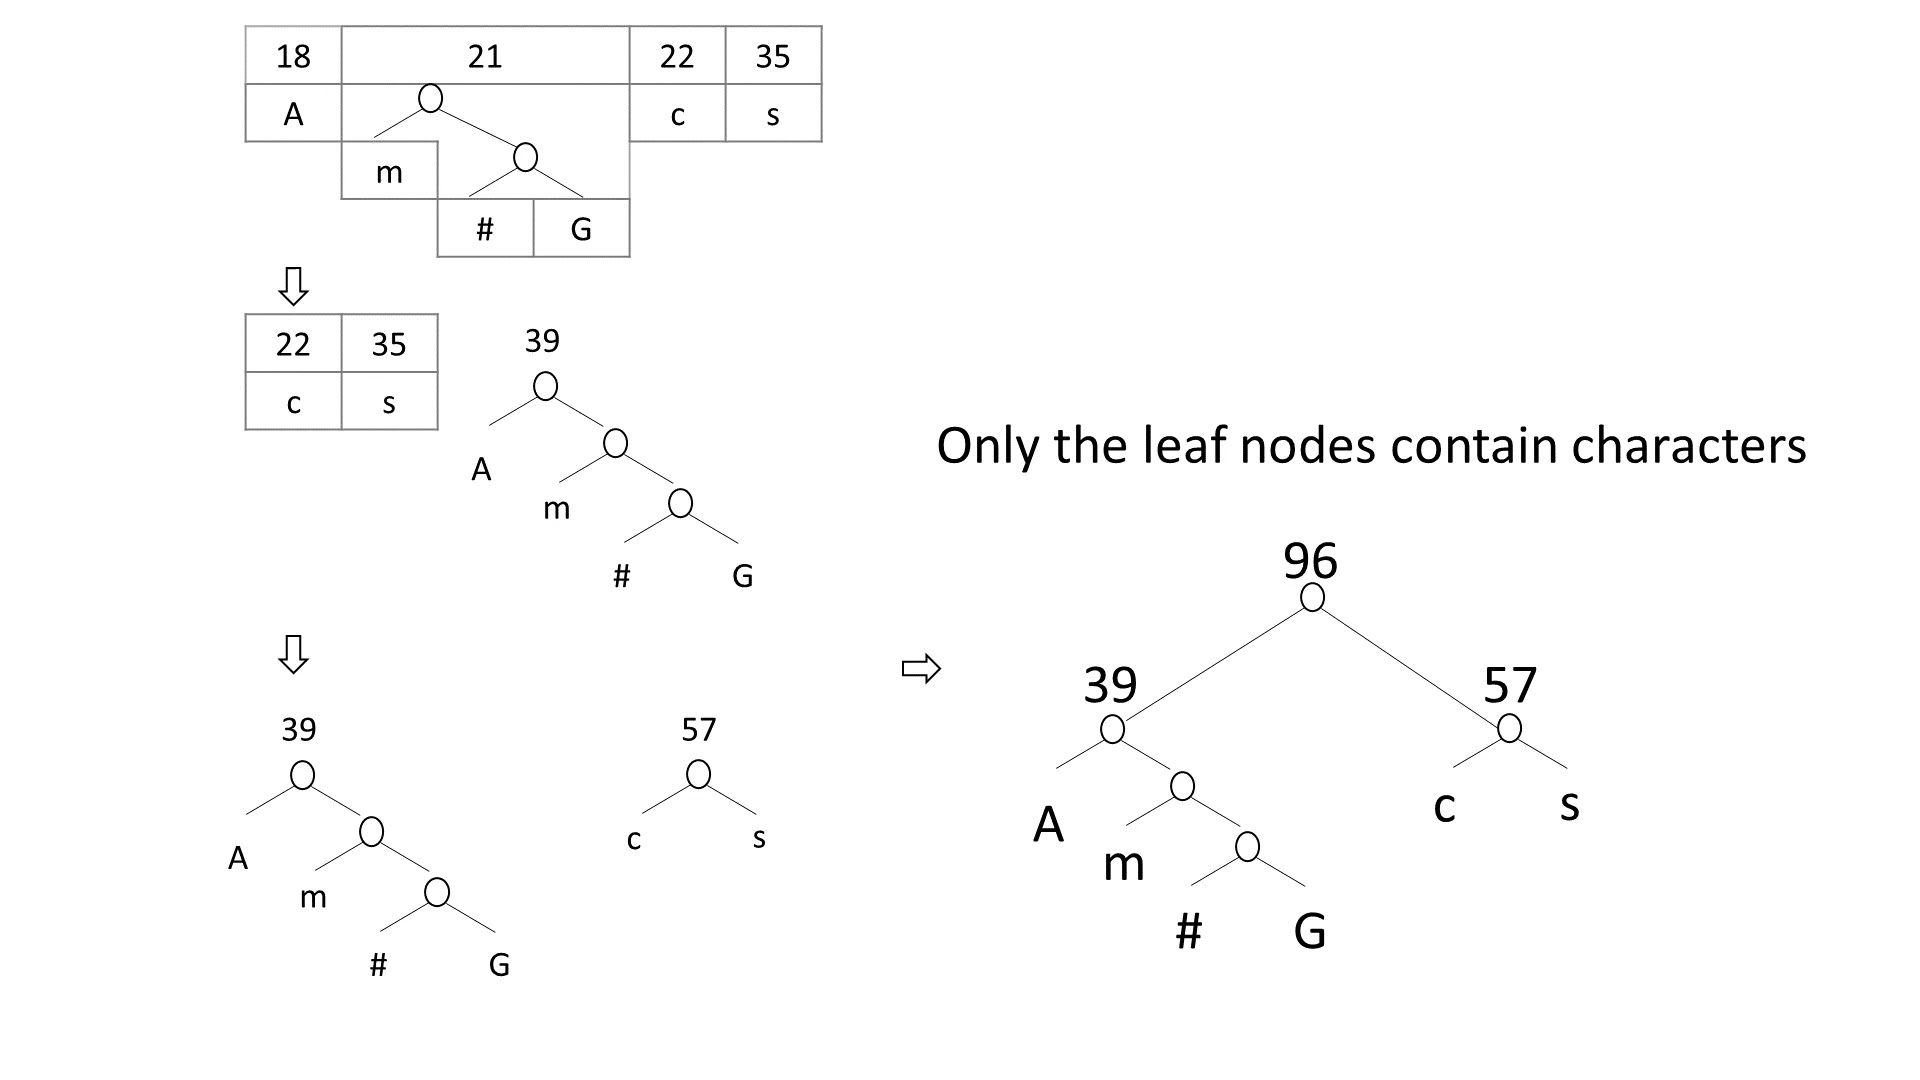 18 21 22 35
A c s
m
# G
22 35
c s
39
A
m
# G
Only the leaf nodes contain characters
39 57
A c s
m
# G
96
39 57
A c s
m
# G